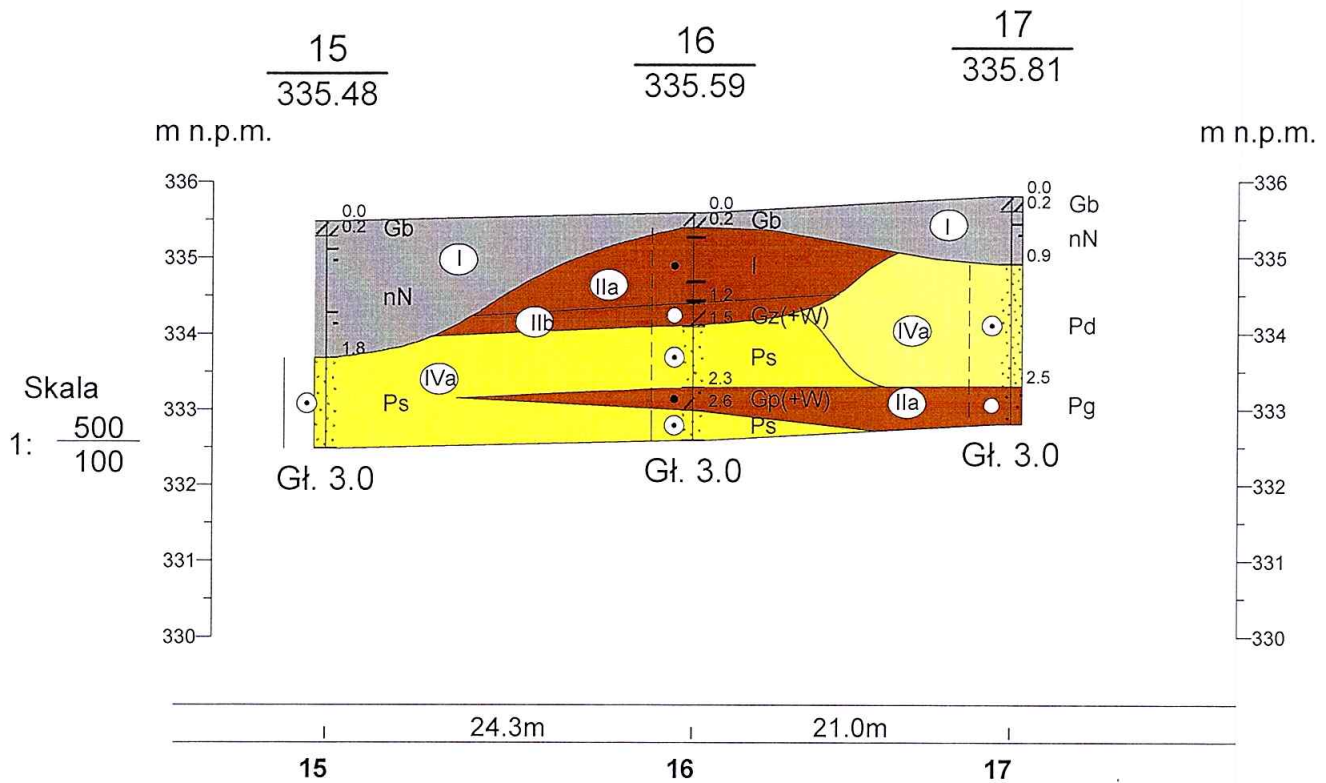 15
335.48
16
335.59
17
335.81
m n.p.m.
m n.p.m.
336
335
334
333
332
331
330
336
335
334
333
332
331
330
Skala
1: 500
100
0.0
0.2
Gb
I
nN
1.8
IVa
Ps
Gł. 3.0
IIa
IIb
0.0
0.2
Gb
I
1.2
1.5
Gz(+W)
Ps
2.3
Gp(+W)
2.6
Ps
Gł. 3.0
I
IVa
IIa
0.0
0.2
Gb
nN
0.9
Pd
2.5
Pg
Gł. 3.0
24.3m
21.0m
15
16
17